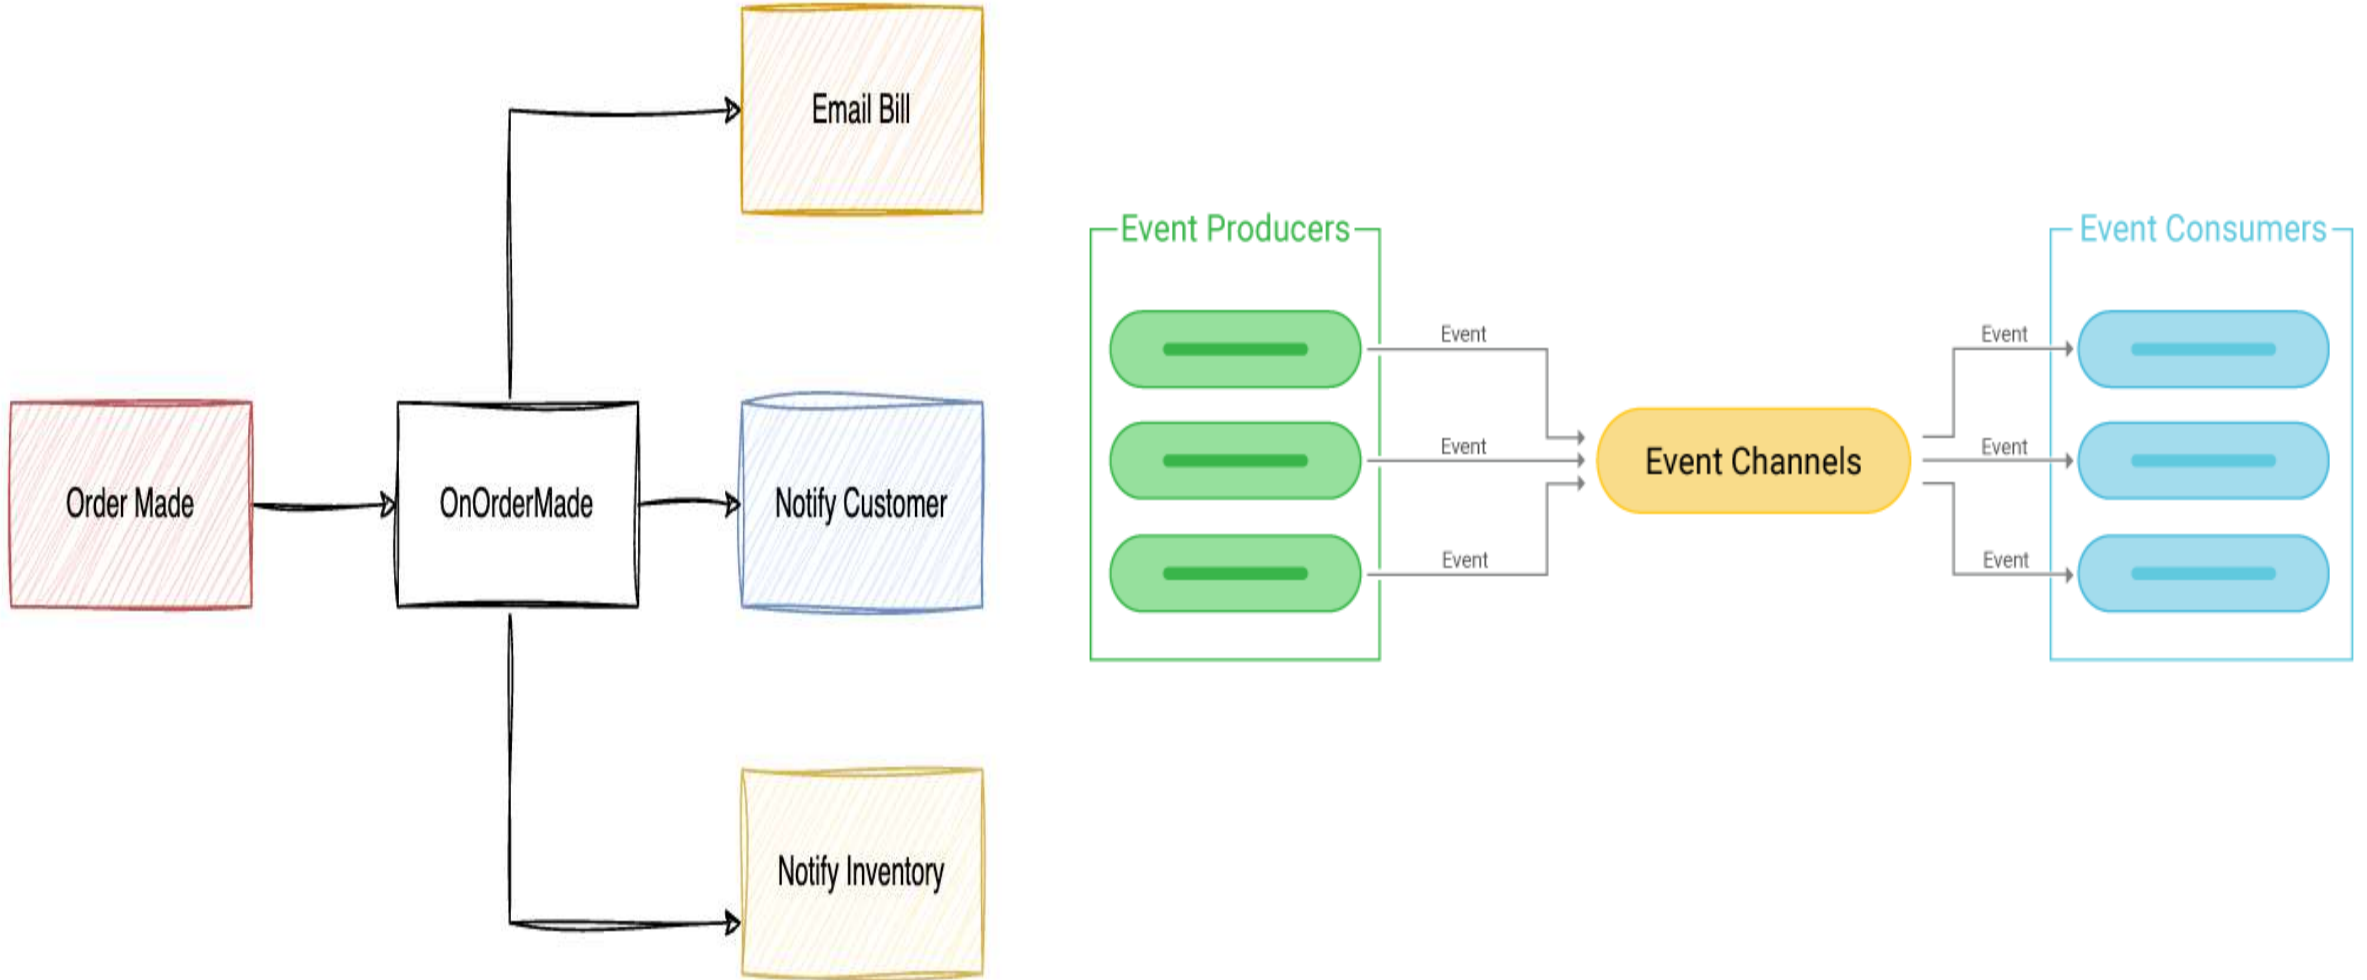 Email Bill
Order Made
OnOrderMade
Notify Customer
Notify Inventory
Event Producers
Event
Event
Event
Event Channels
Event
Event
Event
Event Consumers